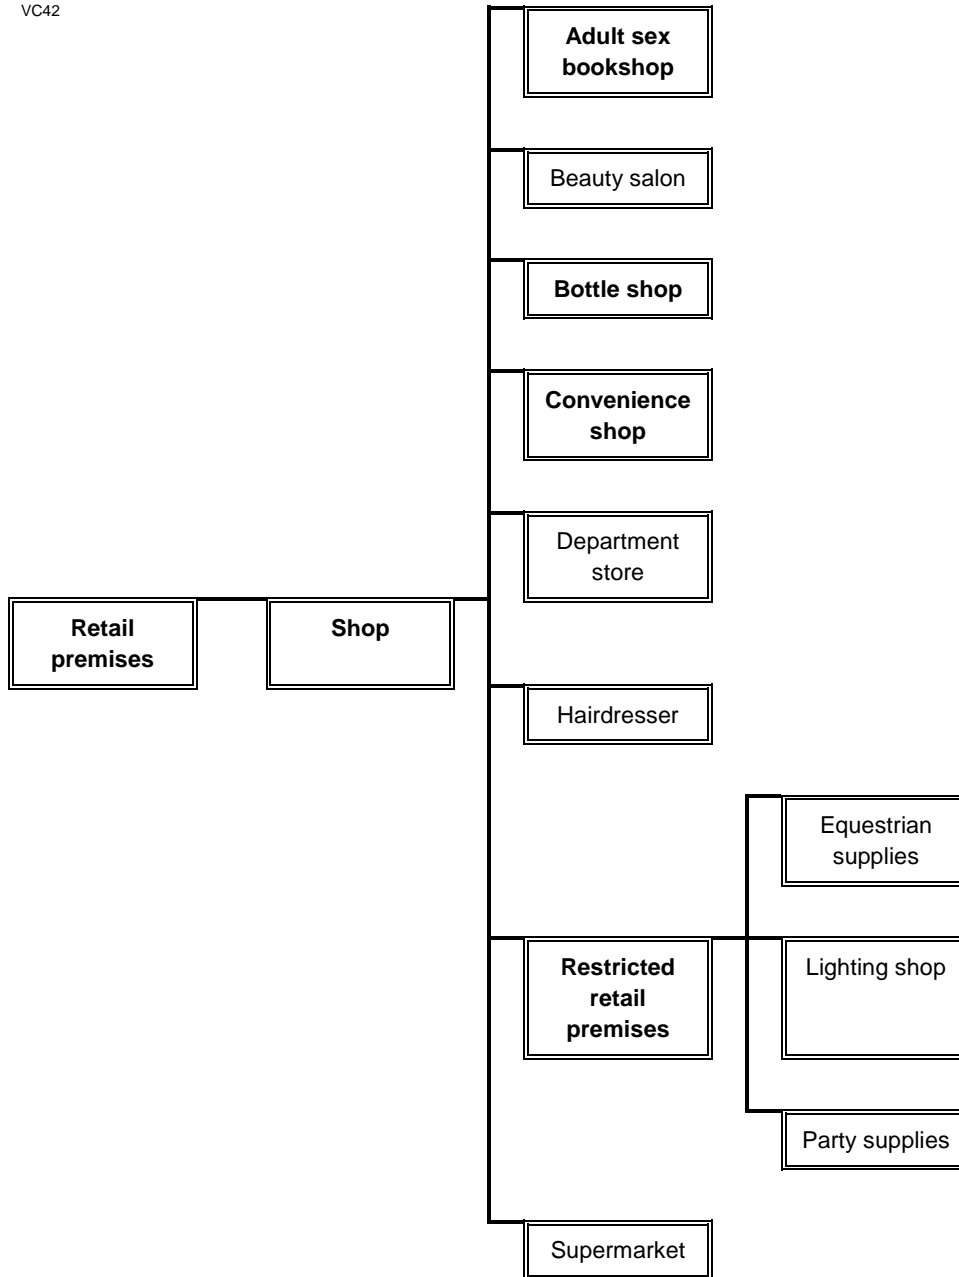 VC42
Adult sex
bookshop
Beauty salon
Bottle shop
Convenience
shop
Department
store
Retail
premises
Shop
Hairdresser
Equestrian
supplies
Restricted
retail
premises
Lighting shop
Party supplies
Supermarket